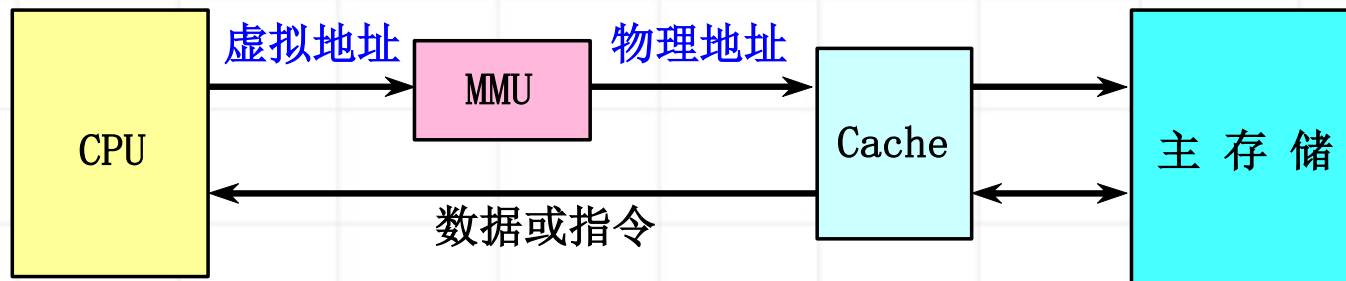 虚拟地址
物理地址
MMU
CPU
Cache
主 存 储
数据或指令